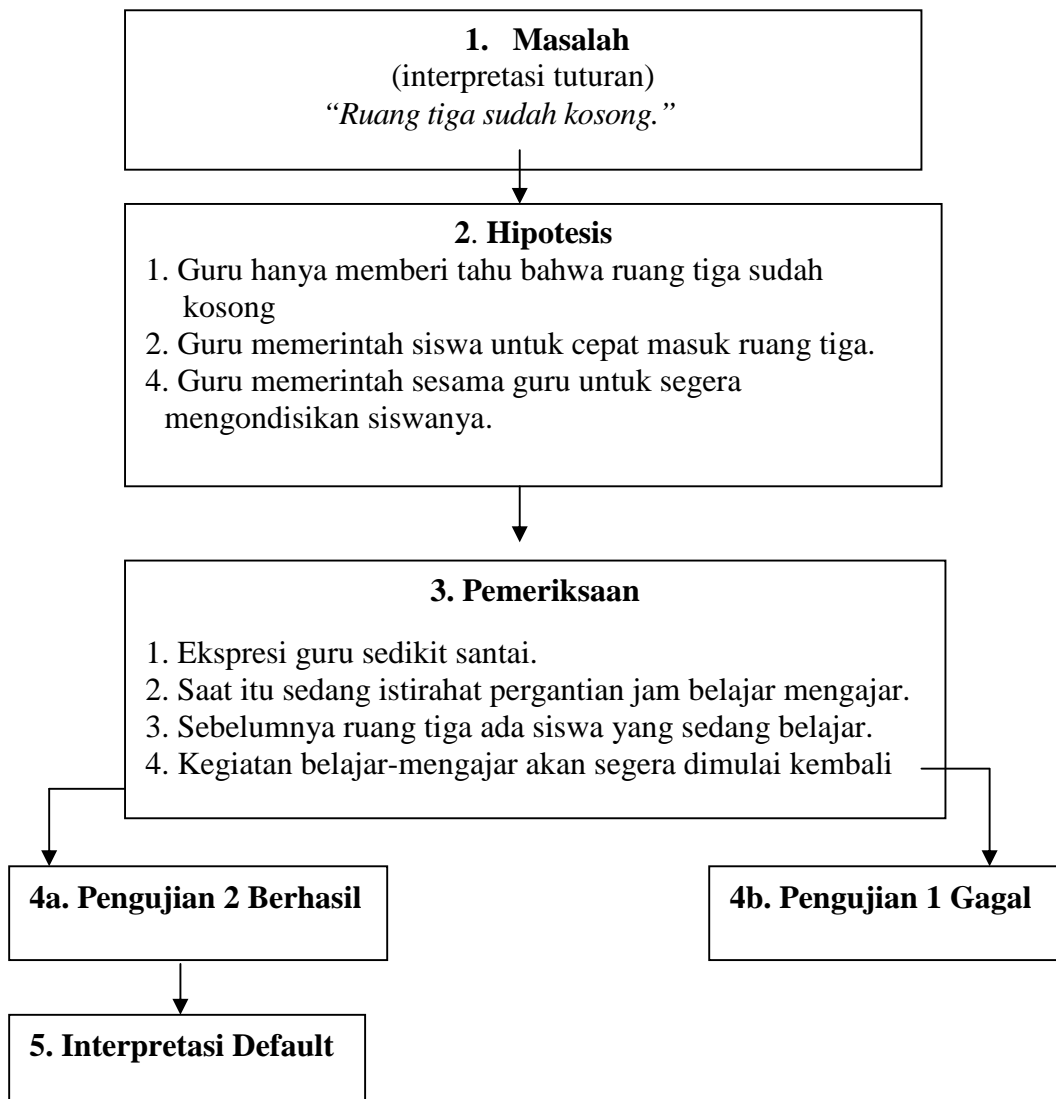 1. Masalah
(interpretasi tuturan)
“Ruang tiga sudah kosong.”
2. Hipotesis
1. Guru hanya memberi tahu bahwa ruang tiga sudah
kosong
2. Guru memerintah siswa untuk cepat masuk ruang tiga.
4. Guru memerintah sesama guru untuk segera
mengondisikan siswanya.
3. Pemeriksaan
1. Ekspresi guru sedikit santai.
2. Saat itu sedang istirahat pergantian jam belajar mengajar.
3. Sebelumnya ruang tiga ada siswa yang sedang belajar.
4. Kegiatan belajar-mengajar akan segera dimulai kembali
4a. Pengujian 2 Berhasil
4b. Pengujian 1 Gagal
5. Interpretasi Default